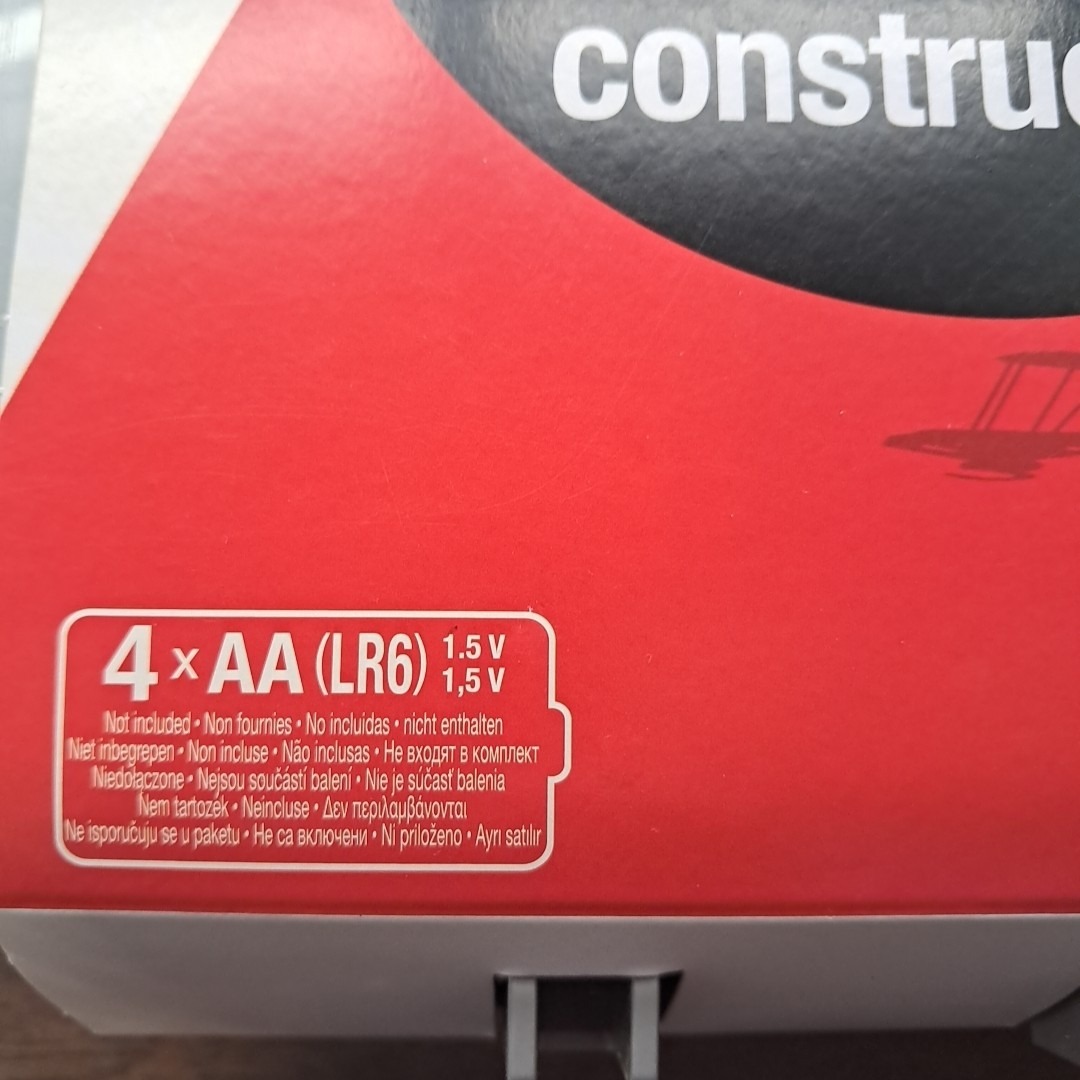 construc
4 x AA (LR6) 1.5 V
1,5 V
Not included • Non fournies • No incluidas • nicht enthalten
Niet inbegrepen • Non incluse • Não inclusas • Не входят в комплект
Niedołączone • Nejsou součástí balení • Nie je súčasť balenia
Nem tartozék • Neincluse • Δεν περιλαμβάνονται
Ne isporučuju se u paketu • Не са включени • Ni priloženo • Ayrı satılır